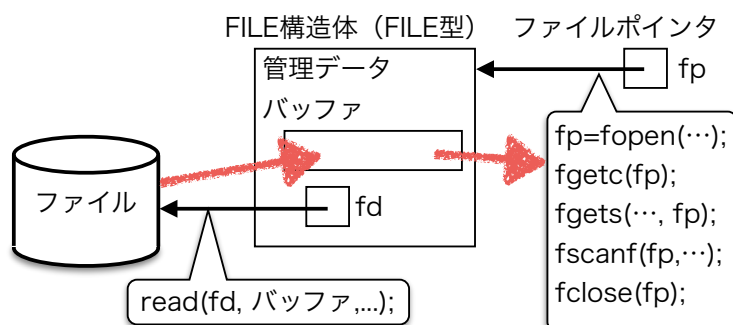 FILE構造体（FILE型）
ファイルポインタ
管理データ
fp
バッファ
fp=fopen(…);
fgetc(fp);
fgets(…, fp);
fscanf(fp,…);
fclose(fp);
ファイル
fd
read(fd, バッファ,...);